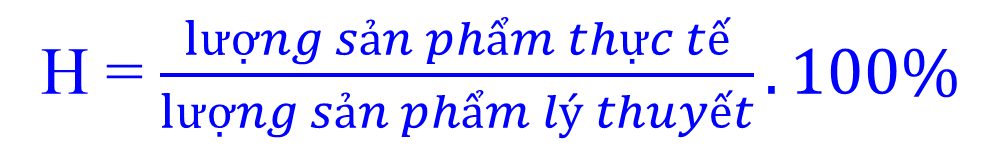 H = lượng sản phẩm thực tế / lượng sản phẩm lý thuyết . 100%